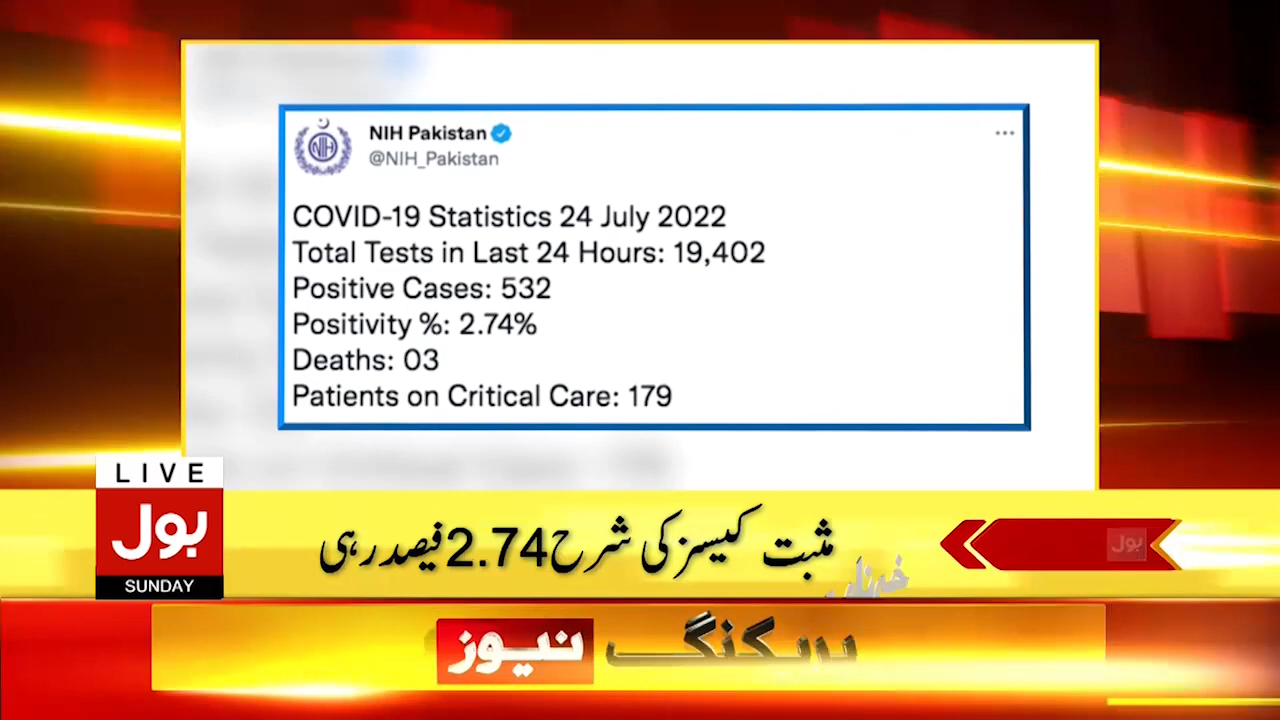 NIH
NIH Pakistan
@NIH_Pakistan
COVID-19 Statistics 24 July 2022
Total Tests in Last 24 Hours: 19,402
Positive Cases: 532
Positivity %: 2.74%
Deaths: 03
Patients on Critical Care: 179
LIVE
بول
SUNDAY
مثبت کیسز کی شرح 2.74 فیصد رہی
بول
بریکنگ نیوز